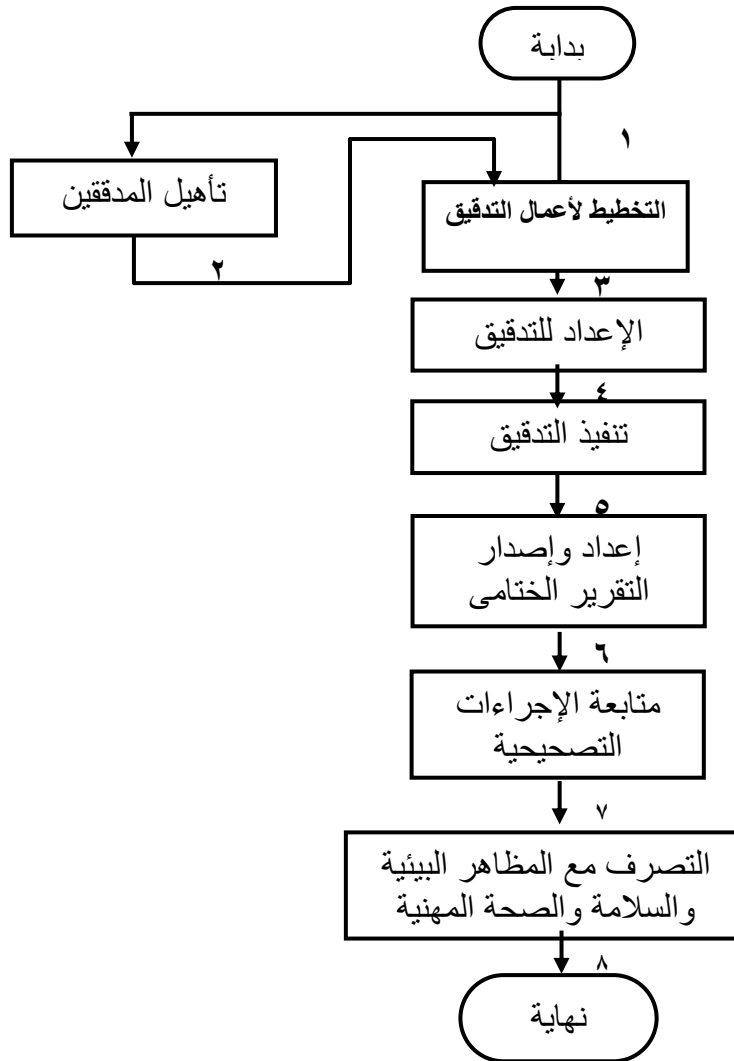 بداية
١
تأهيل المدققين
التخطيط لأعمال التدقيق
٢
٣
الإعداد للتدقيق
٤
تنفيذ التدقيق
٥
إعداد وإصدار
التقرير الختامى
٦
متابعة الإجراءات
التصحيحية
٧
التصرف مع المظاهر البيئية
والسلامة والصحة المهنية
٨
نهاية